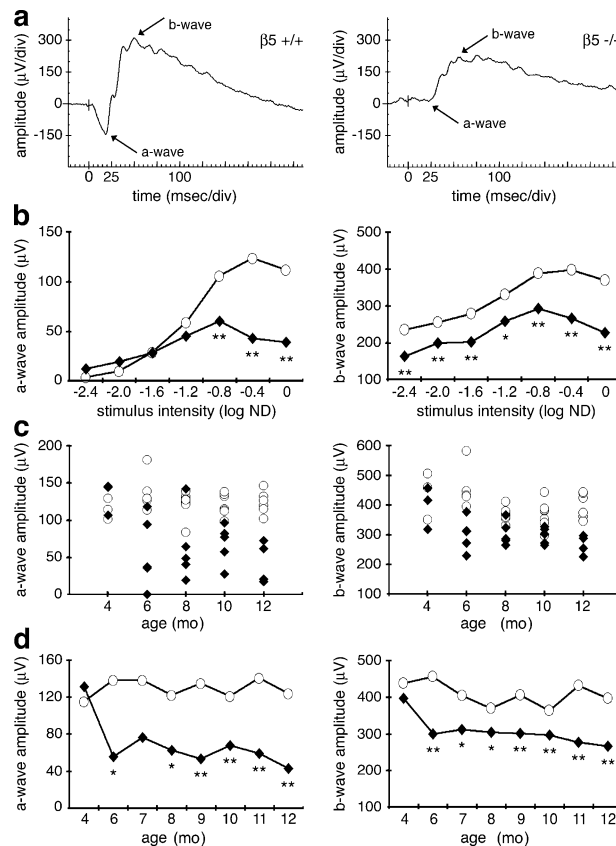 a
amplitude (µV/div)
300
150
0
-150
b-wave
a-wave
β5 +/+
0 25 100
time (msec/div)
amplitude (µV/div)
300
150
0
-150
b-wave
a-wave
β5 -/-
0 25 100
time (msec/div)
b
a-wave amplitude (µV)
150
100
50
0
** ** **
-2.4 -2.0 -1.6 -1.2 -0.8 -0.4 0
stimulus intensity (log ND)
b-wave amplitude (µV)
500
400
300
200
100
** ** ** * ** ** **
-2.4 -2.0 -1.6 -1.2 -0.8 -0.4 0
stimulus intensity (log ND)
c
a-wave amplitude (µV)
200
150
100
50
0
4 6 8 10 12
age (mo)
b-wave amplitude (µV)
600
500
400
300
200
100
4 6 8 10 12
age (mo)
d
a-wave amplitude (µV)
160
120
80
40
0
* * ** ** ** **
4 6 7 8 9 10 11 12
age (mo)
b-wave amplitude (µV)
500
400
300
200
100
** * * ** ** ** **
4 6 7 8 9 10 11 12
age (mo)